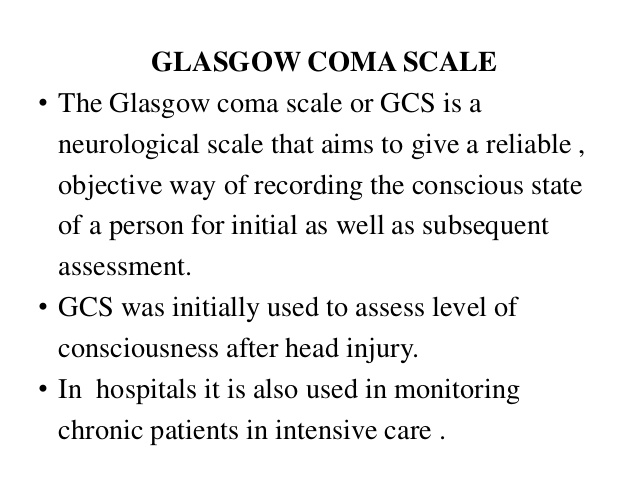 GLASGOW COMA SCALE
• The Glasgow coma scale or GCS is a
neurological scale that aims to give a reliable ,
objective way of recording the conscious state
of a person for initial as well as subsequent
assessment.
• GCS was initially used to assess level of
consciousness after head injury.
• In  hospitals it is also used in monitoring
chronic patients in intensive care .